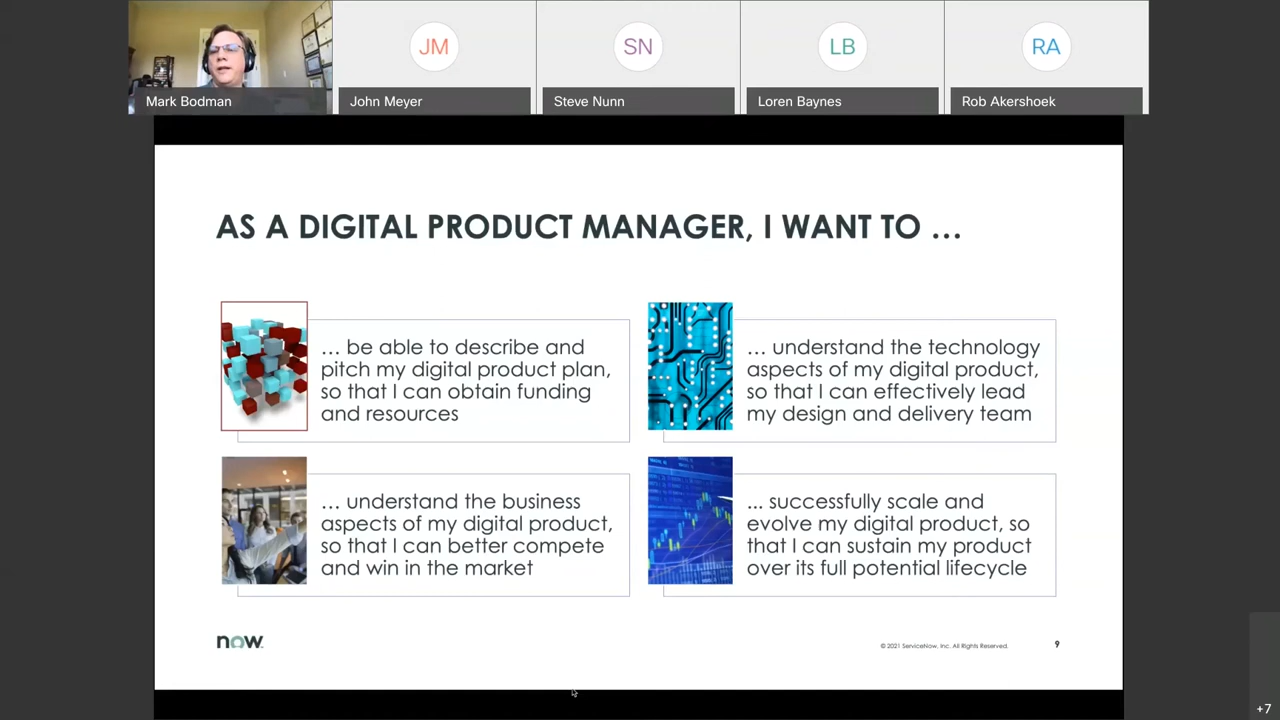 JM
SN
LB
RA
Mark Bodman
John Meyer
Steve Nunn
Loren Baynes
Rob Akershoek
AS A DIGITAL PRODUCT MANAGER, I WANT TO …
… be able to describe and
pitch my digital product plan,
so that I can obtain funding
and resources
… understand the technology
aspects of my digital product,
so that I can effectively lead
my design and delivery team
… understand the business
aspects of my digital product,
so that I can better compete
and win in the market
... successfully scale and
evolve my digital product, so
that I can sustain my product
over its full potential lifecycle
now
© 2021 ServiceNow, Inc. All Rights Reserved.
9
+7